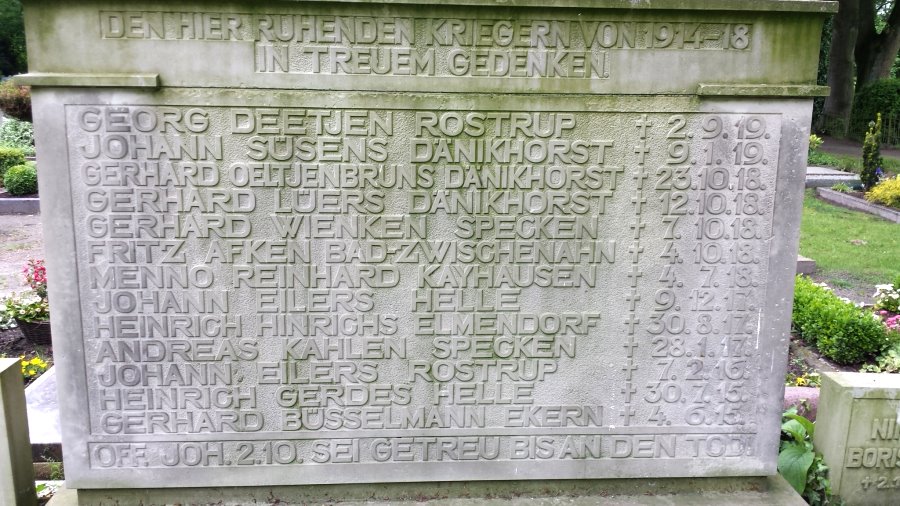 DEN HIER RUHENDEN KRIEGERN VON 1914-18
IN TREUEM GEDENKEN.
GEORG DEETJEN ROSTRUP † 2.9.19.
JOHANN SÜSENS DÄNIKHORST † 9.1.19.
GERHARD OELTJENBRUNS DÄNIKHORST † 23.10.18.
GERHARD LÜERS DÄNIKHORST † 12.10.18.
GERHARD WIENKEN SPECKEN † 7.10.18.
FRITZ AFKEN BAD-ZWISCHENAHN † 4.10.18.
MENNO REINHARD KAYHAUSEN † 4.7.18.
JOHANN EILERS HELLE † 9.12.17.
HEINRICH HINRICHS ELMENDORF † 30.8.17.
ANDREAS KAHLEN SPECKEN † 28.1.17.
JOHANN EILERS ROSTRUP † 7.2.16.
HEINRICH GERDES HELLE † 30.7.15.
GERHARD BÜSSELMANN EKERN † 4.6.15.
OFF. JOH. 2.10. SEI GETREU BIS AN DEN TOD!
BORIS